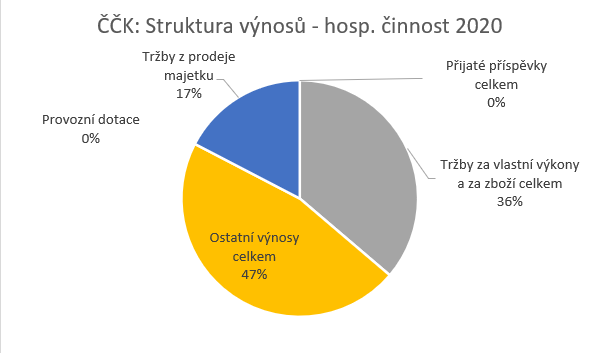 ČČK: Struktura výnosů - hosp. činnost 2020
Tržby z prodeje
majetku
17%
Přijaté příspěvky
celkem
0%
Provozní dotace
0%
Tržby za vlastní výkony
a za zboží celkem
36%
Ostatní výnosy
celkem
47%